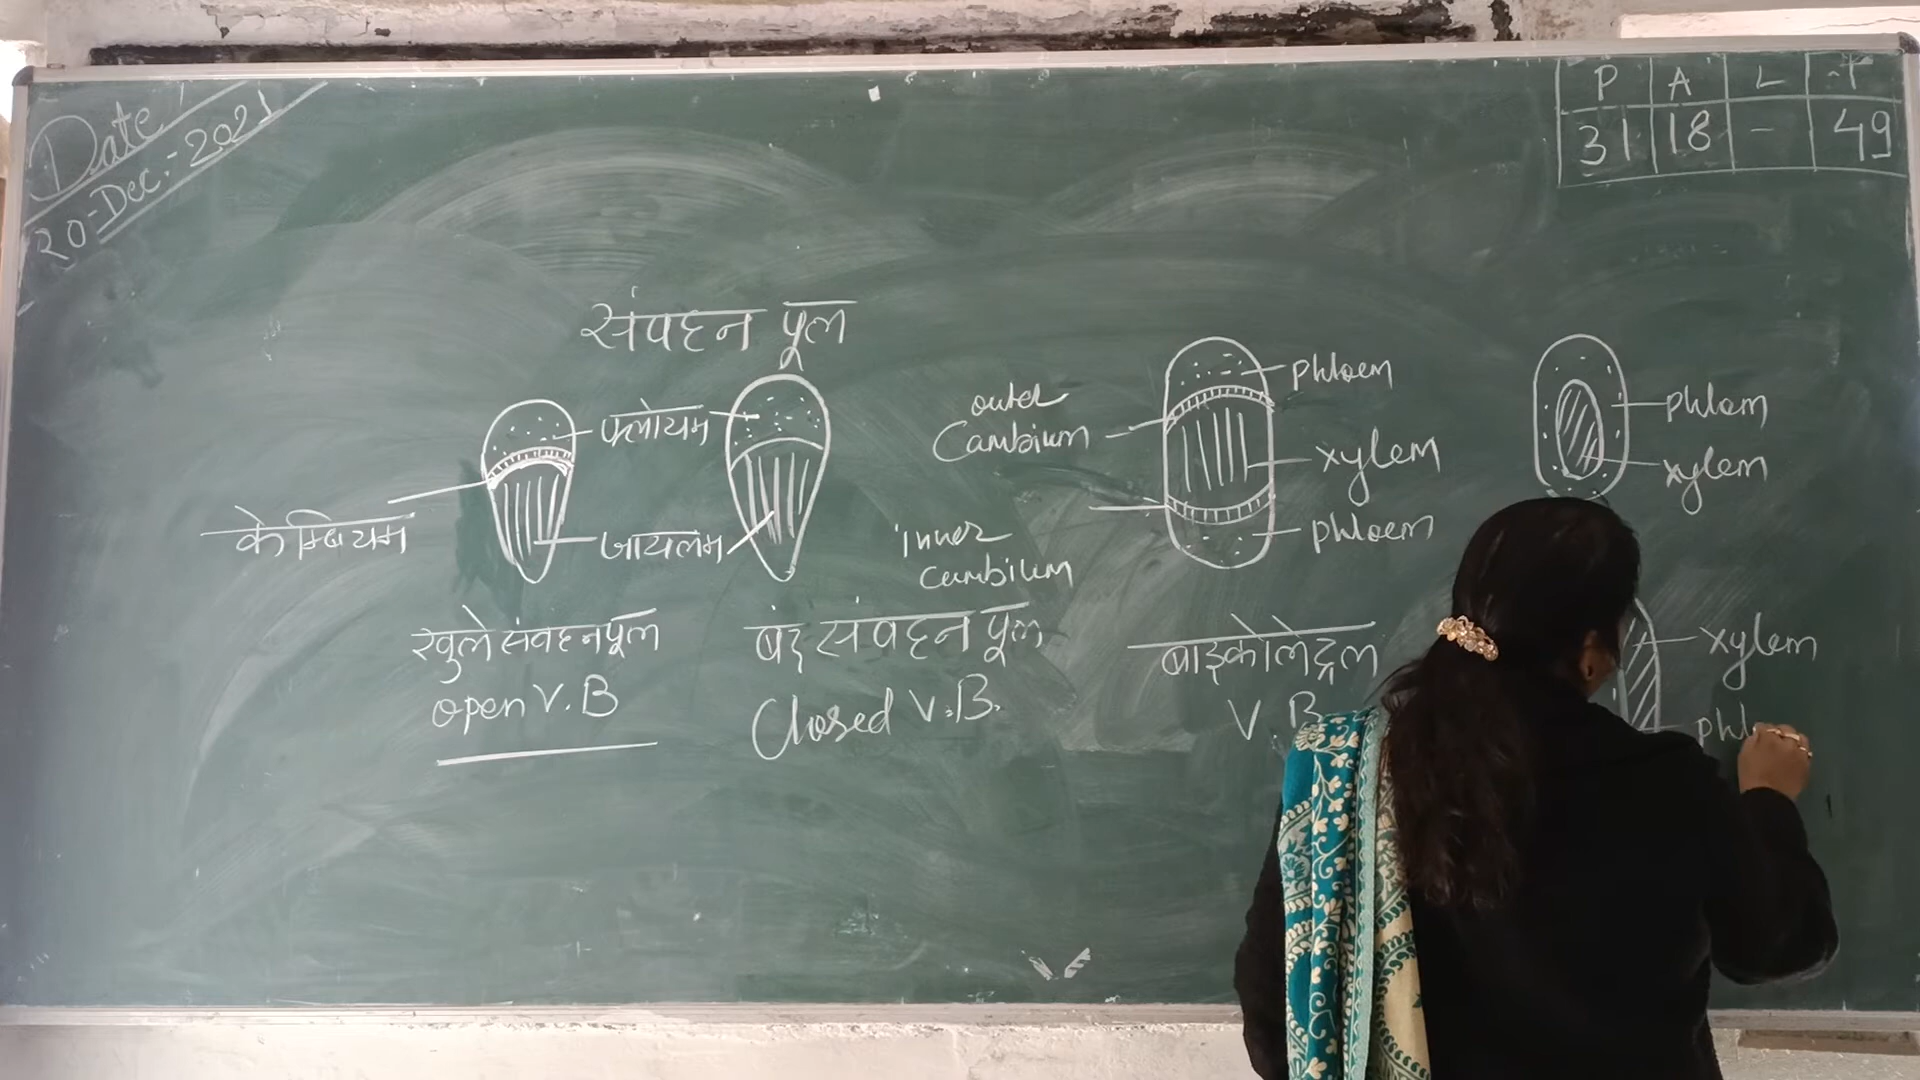 Date
20-Dec.-2021
P A L T
31 18 - 49
संवहन पूल
फ्लोयम
केम्बियम
जायलम
खुले संवहन पूल
open V.B
बंद संवहन पूल
Closed V.B.
outer
Cambium
inner
cambium
phloem
xylem
phloem
बाइकोलेट्रल
V B
phloem
xylem
xylem